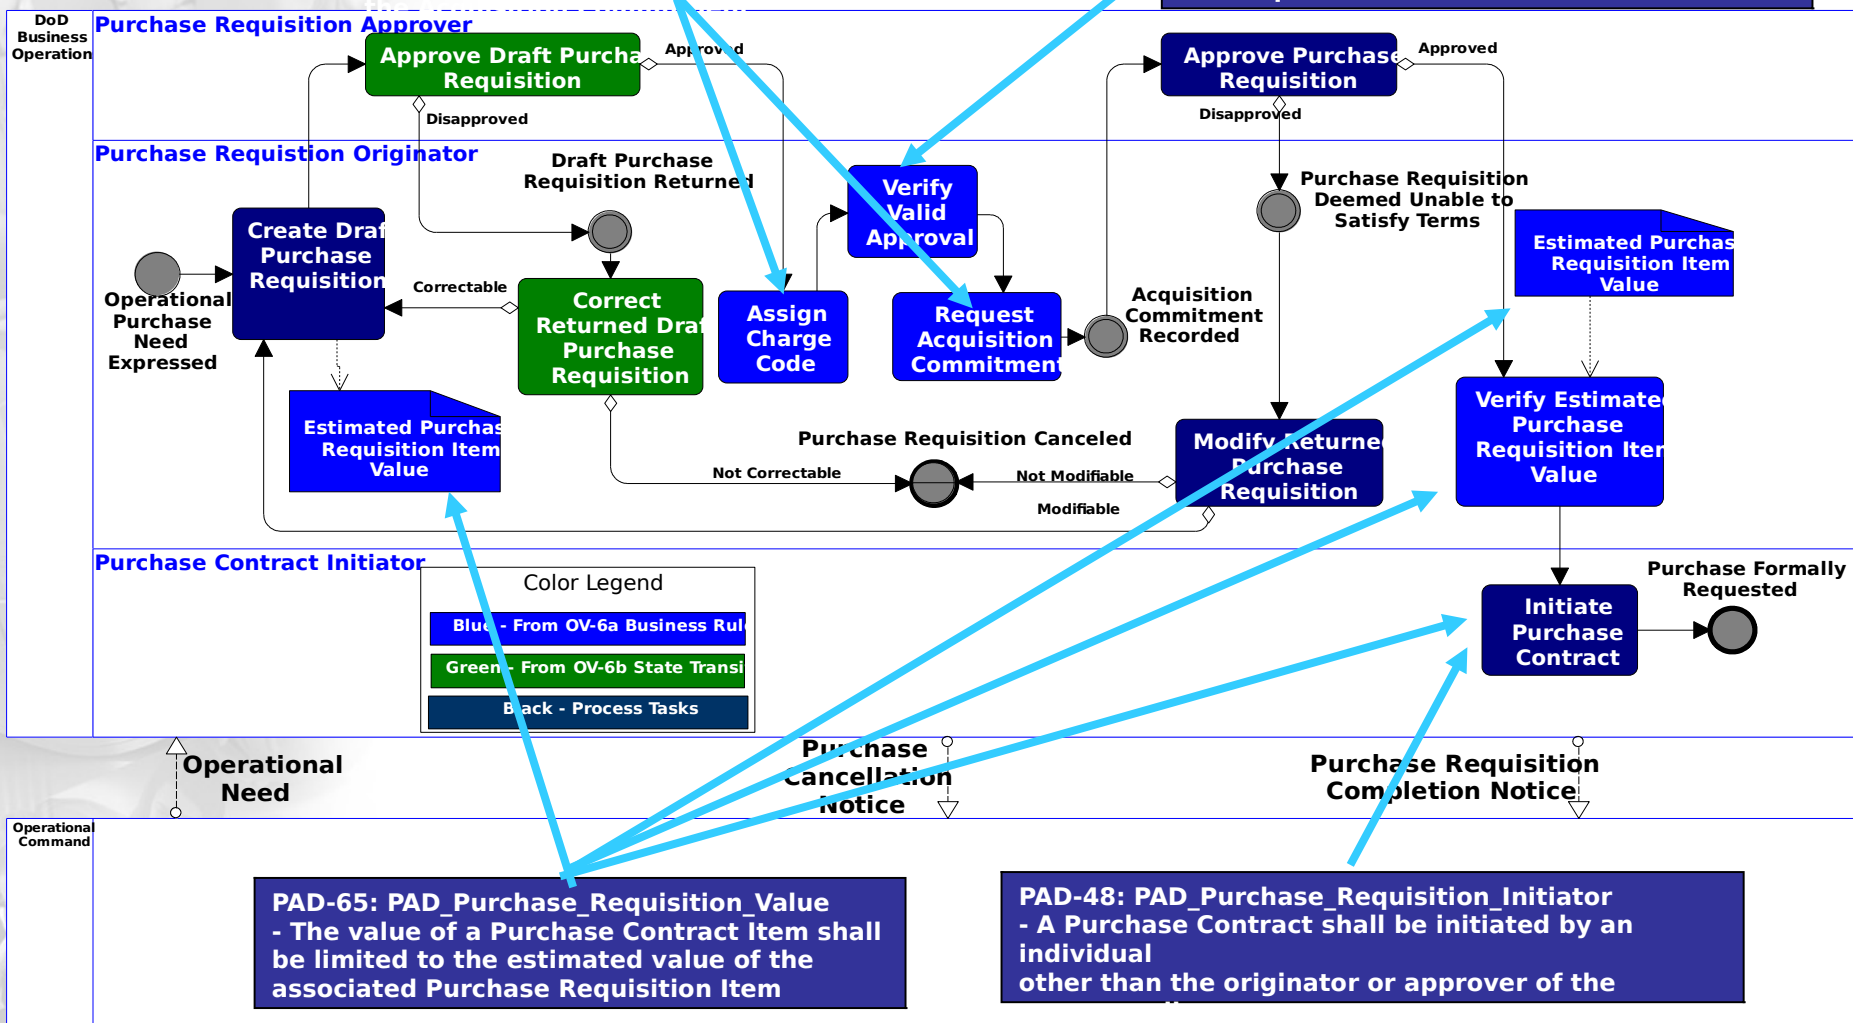 DoD
Business
Operation
Purchase Requisition Approver
Approve Draft Purcha
Requisition
Approved
Disapproved
Approve Purchase
Requisition
Approved
Disapproved
Purchase Requistion Originator
Draft Purchase
Requisition Returned
Verify
Valid
Approval
Purchase Requisition
Deemed Unable to
Satisfy Terms
Create Draf
Purchase
Requisition
Operational
Purchase
Need
Expressed
Correctable
Correct
Returned Draf
Purchase
Requisition
Assign
Charge
Code
Request
Acquisition
Commitment
Acquisition
Commitment
Recorded
Estimated Purchas
Requisition Item
Value
Estimated Purchas
Requisition Item
Value
Verify Estimated
Purchase
Requisition Iter
Value
Purchase Requisition Canceled
Not Correctable
Not Modifiable
Modifiable
Modify Returne
Purchase
Requisition
Purchase Contract Initiator
Color Legend
Blue - From OV-6a Business Rule
Green - From OV-6b State Transi
Black - Process Tasks
Initiate
Purchase
Contract
Purchase Formally
Requested
Operational
Need
Purchase
Cancellation
Notice
Purchase Requisition
Completion Notice
Operational
Command
PAD-65: PAD_Purchase_Requisition_Value
- The value of a Purchase Contract Item shall
be limited to the estimated value of the
associated Purchase Requisition Item
PAD-48: PAD_Purchase_Requisition_Initiator
- A Purchase Contract shall be initiated by an
individual
other than the originator or approver of the